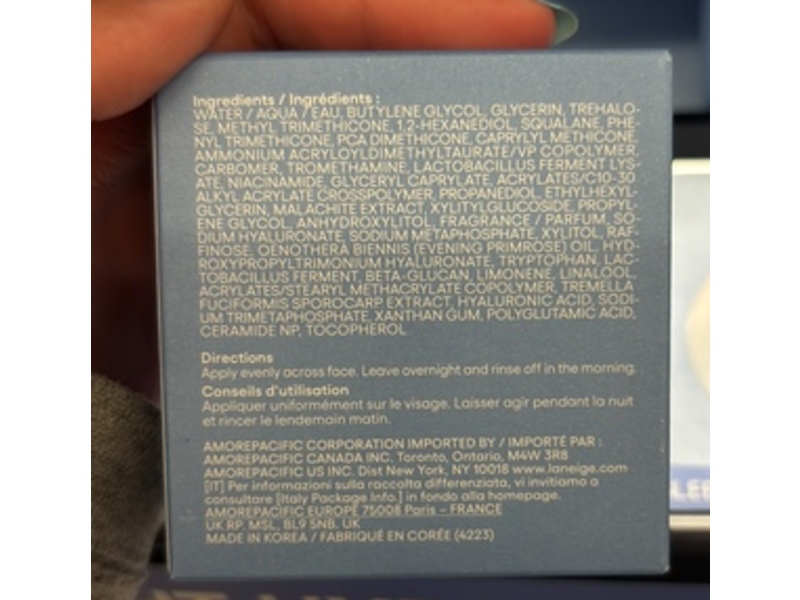 Ingredients / Ingrédients :
WATER / AQUA / EAU, BUTYLENE GLYCOL, GLYCERIN, TREHALO-
SE, METHYL TRIMETHICONE, 1,2-HEXANEDIOL, SQUALANE, PHE-
NYL TRIMETHICONE, PCA DIMETHICONE, CAPRYLYL METHICONE,
AMMONIUM ACRYLOYLDIMETHYLTAURATE/VP COPOLYMER,
CARBOMER, TROMETHAMINE, LACTOBACILLUS FERMENT LYS-
ATE, NIACINAMIDE, GLYCERYL CAPRYLATE, ACRYLATES/C10-30
ALKYL ACRYLATE CROSSPOLYMER, PROPANEDIOL, ETHYLHEXYL-
GLYCERIN, MALACHITE EXTRACT, XYLITYLGLUCOSIDE, PROPYL-
ENE GLYCOL, ANHYDROXYLITOL, FRAGRANCE / PARFUM, SO-
DIUM HYALURONATE, SODIUM METAPHOSPHATE, XYLITOL, RAF-
FINOSE, OENOTHERA BIENNIS (EVENING PRIMROSE) OIL, HYD-
ROXYPROPYLTRIMONIUM HYALURONATE, TRYPTOPHAN, LAC-
TOBACILLUS FERMENT, BETA-GLUCAN, LIMONENE, LINALOOL,
ACRYLATES/STEARYL METHACRYLATE COPOLYMER, TREMELLA
FUCIFORMIS SPOROCARP EXTRACT, HYALURONIC ACID, SODI-
UM TRIMETAPHOSPHATE, XANTHAN GUM, POLYGLUTAMIC ACID,
CERAMIDE NP, TOCOPHEROL
Directions
Apply evenly across face. Leave overnight and rinse off in the morning.
Conseils d'utilisation
Appliquer uniformément sur le visage. Laisser agir pendant la nuit
et rincer le lendemain matin.
AMOREPACIFIC CORPORATION IMPORTED BY / IMPORTÉ PAR :
AMOREPACIFIC CANADA INC. Toronto, Ontario, M4W 3R8
AMOREPACIFIC US INC. Dist New York, NY 10018 www.laneige.com
[IT] Per informazioni sulla raccolta differenziata, vi invitiamo a
consultare [Italy Package Info.] in fondo alla homepage.
AMOREPACIFIC EUROPE 75008 Paris – FRANCE
UK RP, MSL, BL9 5NB, UK
MADE IN KOREA / FABRIQUÉ EN CORÉE (4223)